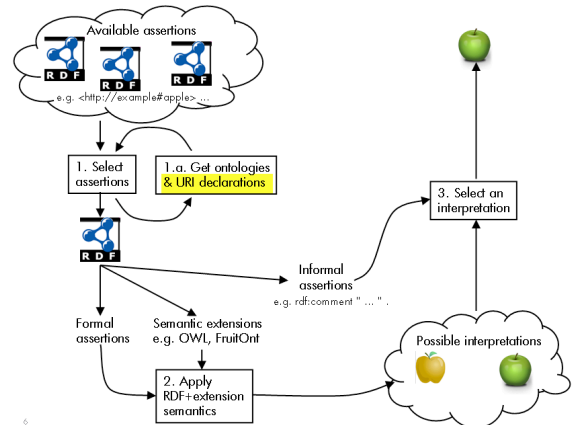 Available assertions
RDF
RDF
RDF
e.g. <http://example#apple> ...
1. Select
assertions
1.a. Get ontologies
& URI declarations
RDF
3. Select an
interpretation
Informal
assertions
e.g. rdf:comment " ... " .
Formal
assertions
Semantic extensions
e.g. OWL, FruitOnt
Possible interpretations
2. Apply
RDF+extension
semantics
6